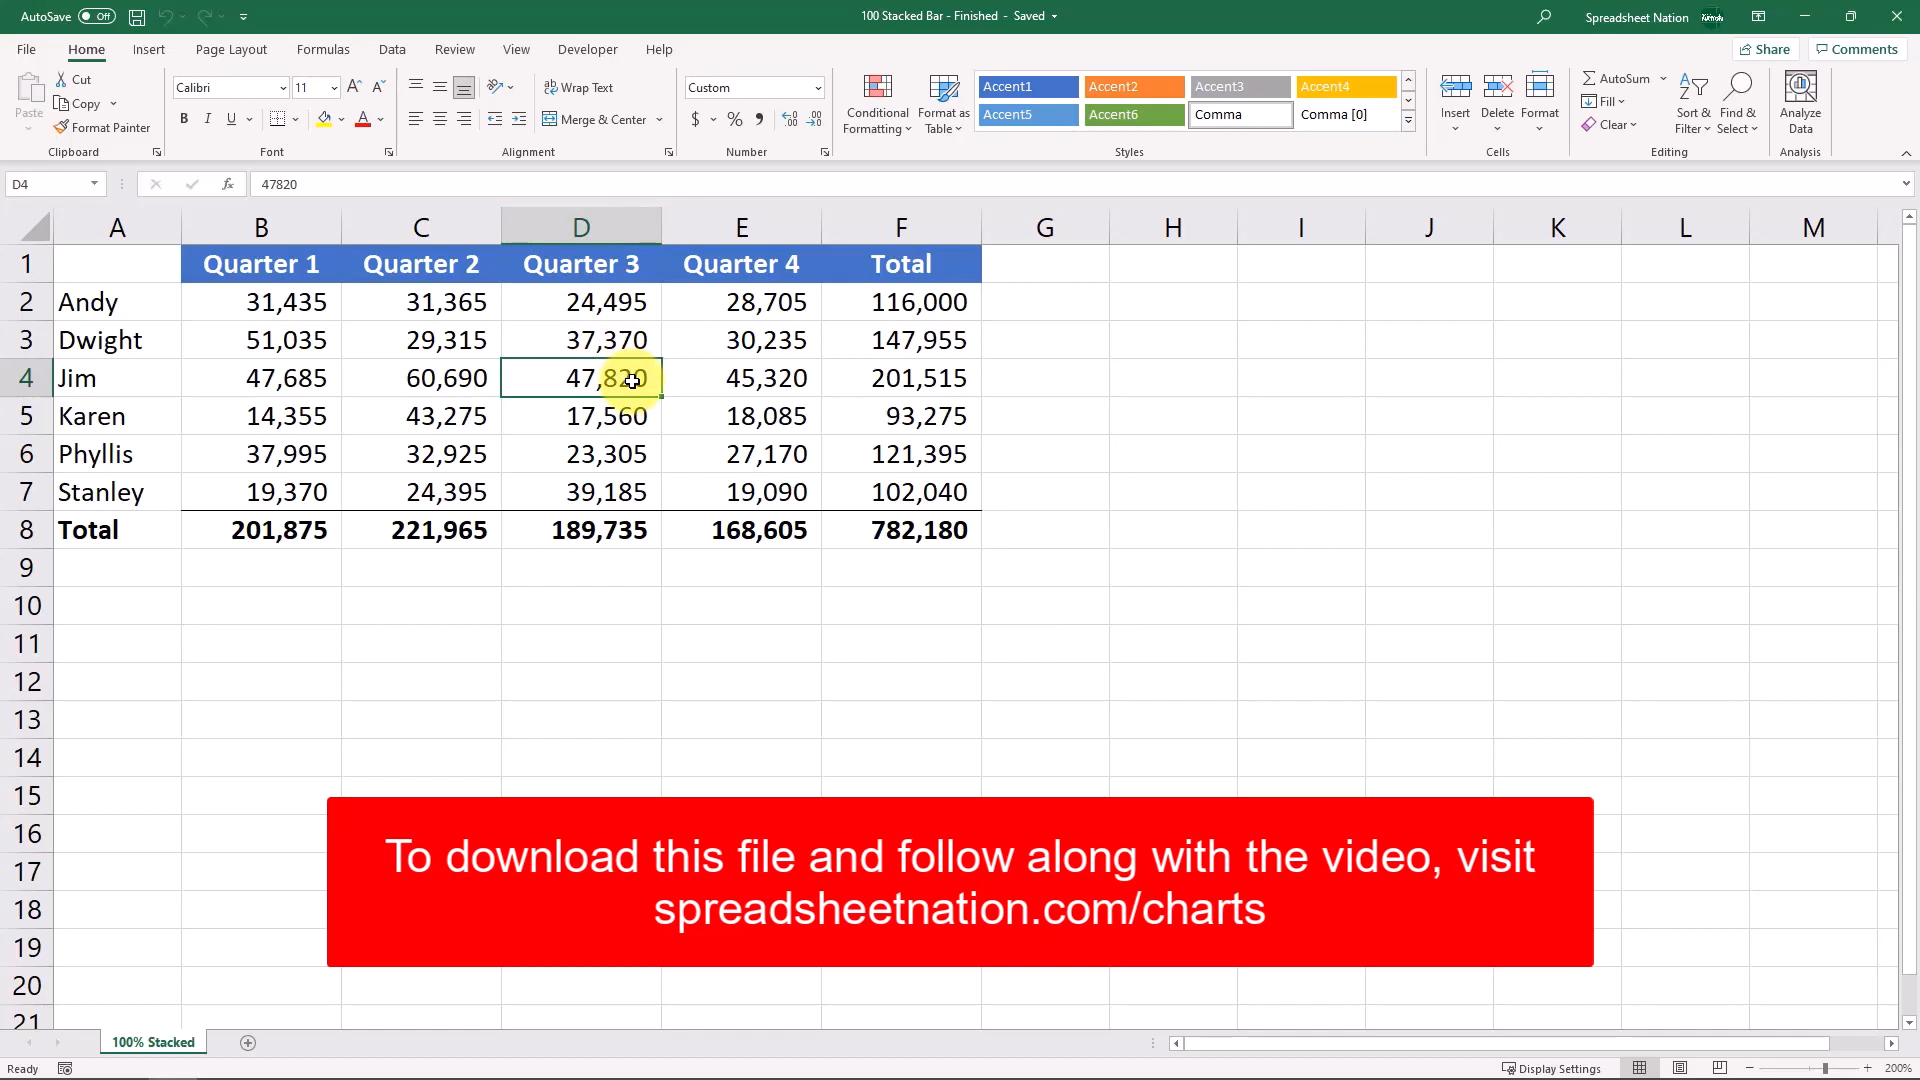 AutoSave Off
100 Stacked Bar - Finished - Saved
Spreadsheet Nation
File Home Insert Page Layout Formulas Data Review View Developer Help
Share Comments
Paste
Cut
Copy
Format Painter
Clipboard
Calibri 11
B I U
Font
Wrap Text
Merge & Center
Alignment
Custom
$ % 9
Number
Conditional Formatting
Format as Table
Accent1 Accent2 Accent3 Accent4
Accent5 Accent6 Comma Comma [0]
Styles
Insert Delete Format
Cells
AutoSum
Fill
Clear
Sort & Filter
Find & Select
Editing
Analyze Data
Analysis
D4 fx 47820
A B C D E F G H I J K L M
1 Quarter 1 Quarter 2 Quarter 3 Quarter 4 Total
2 Andy 31,435 31,365 24,495 28,705 116,000
3 Dwight 51,035 29,315 37,370 30,235 147,955
4 Jim 47,685 60,690 47,820 45,320 201,515
5 Karen 14,355 43,275 17,560 18,085 93,275
6 Phyllis 37,995 32,925 23,305 27,170 121,395
7 Stanley 19,370 24,395 39,185 19,090 102,040
8 Total 201,875 221,965 189,735 168,605 782,180
9
10
11
12
13
14
15
16
17
18
19
20
21
To download this file and follow along with the video, visit
spreadsheetnation.com/charts
100% Stacked
Ready
Display Settings
200%